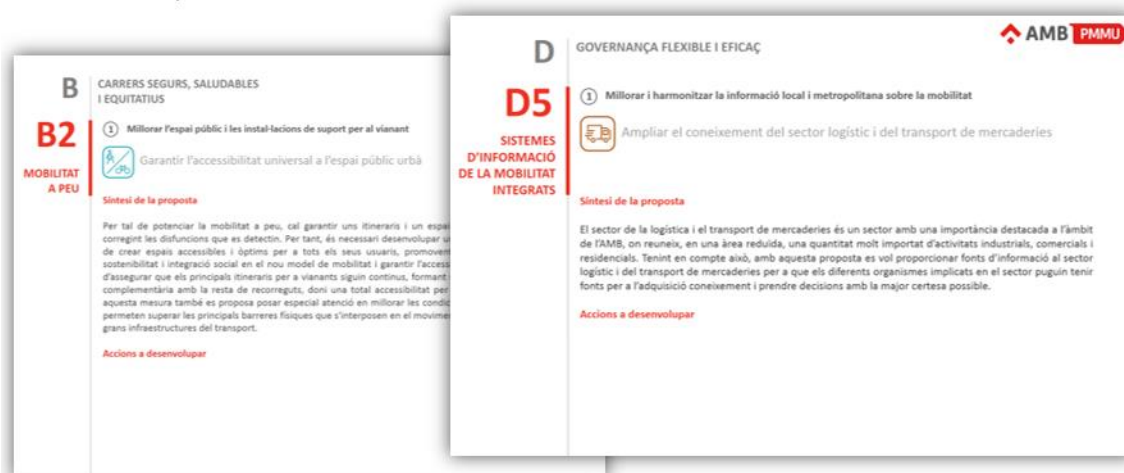 B
CARRERS SEGURS, SALUDABLES
I EQUITATIUS
B2
MOBILITAT
A PEU
1 Millorar l'espai públic i les instal·lacions de suport per al vianant
Garantir l'accessibilitat universal a l'espai públic urbà
Síntesi de la proposta
Per tal de potenciar la mobilitat a peu, cal garantir uns itineraris i un
corregint les disfuncions que es detectin. Per tant, és necessari desenvolupar
de crear espais accessibles i òptims per a tots els seus usuaris,
sostenibilitat i integració social en el nou model de mobilitat i garantir
d'assegurar que els principals itineraris per a vianants siguin continus,
complementària amb la resta de recorreguts, doni una total accessibilitat per
aquesta mesura també es proposa posar especial atenció en millorar les
permeten superar les principals barreres físiques que s'interposen en el
grans infraestructures del transport.
Accions a desenvolupar
AMB PMMU
D
GOVERNANÇA FLEXIBLE I EFICAÇ
D5
SISTEMES
D'INFORMACIÓ
DE LA MOBILITAT
INTEGRATS
1 Millorar i harmonitzar la informació local i metropolitana sobre la mobilitat
Ampliar el coneixement del sector logístic i del transport de mercaderies
Síntesi de la proposta
El sector de la logística i el transport de mercaderies és un sector amb una importància destacada a l'àmbit
de l'AMB, on reuneix, en una àrea reduïda, una quantitat molt importat d'activitats industrials, comercials i
residencials. Tenint en compte això, amb aquesta proposta es vol proporcionar fonts d'informació al sector
logístic i del transport de mercaderies per a que els diferents organismes implicats en el sector puguin tenir
fonts per a l'adquisició coneixement i prendre decisions amb la major certesa possible.
Accions a desenvolupar